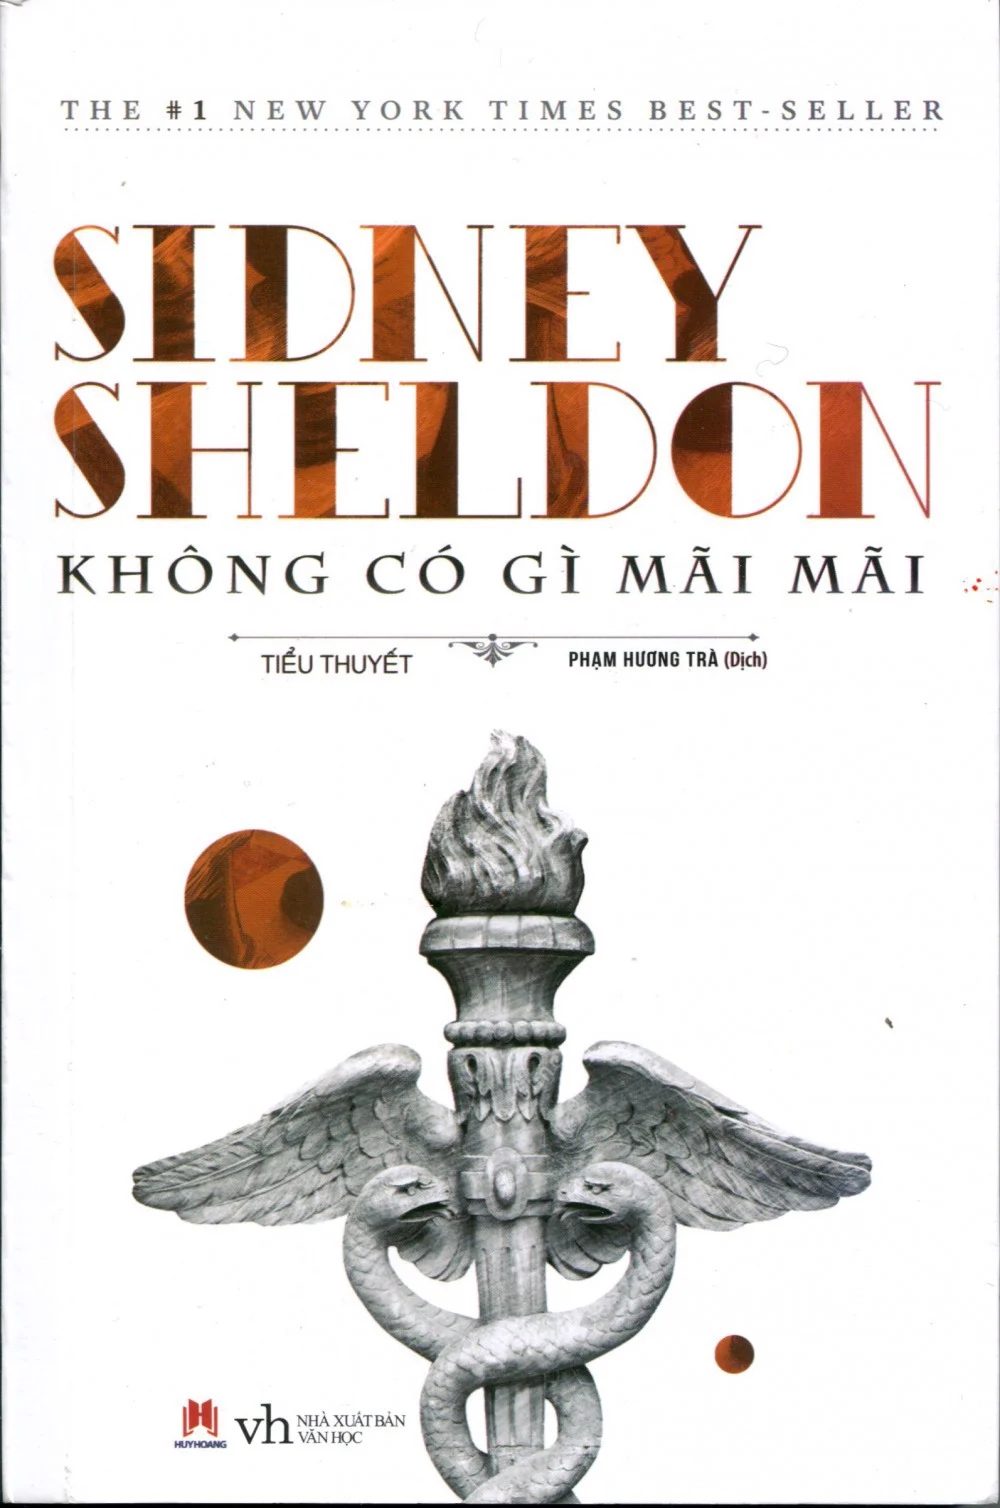 THE #1 NEW YORK TIMES BEST-SELLER
SIDNEY
SHELDON
KHÔNG CÓ GÌ MÃI MÃI
TIỂU THUYẾT
PHẠM HƯƠNG TRÀ (Dịch)
HUYHOANG
vh NHÀ XUẤT BẢN
VĂN HỌC